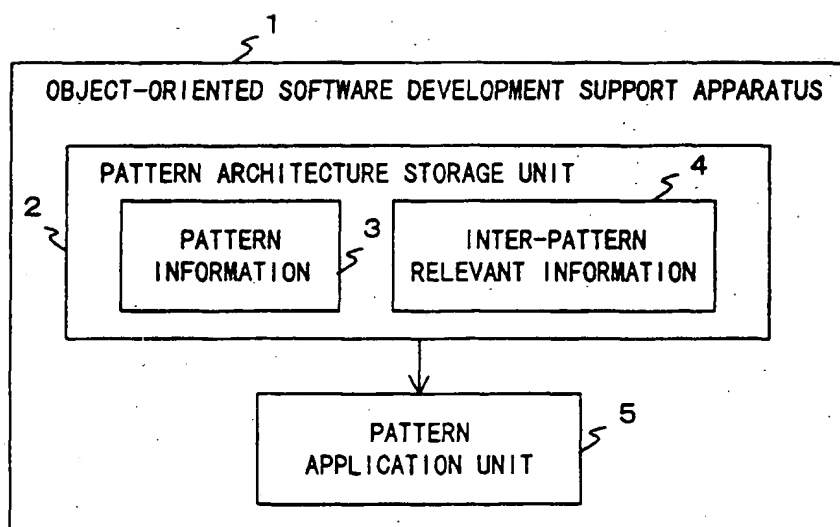 1
OBJECT-ORIENTED SOFTWARE DEVELOPMENT SUPPORT APPARATUS
PATTERN ARCHITECTURE STORAGE UNIT
4
2
PATTERN
INFORMATION
3
INTER-PATTERN
RELEVANT INFORMATION
PATTERN
APPLICATION UNIT
5